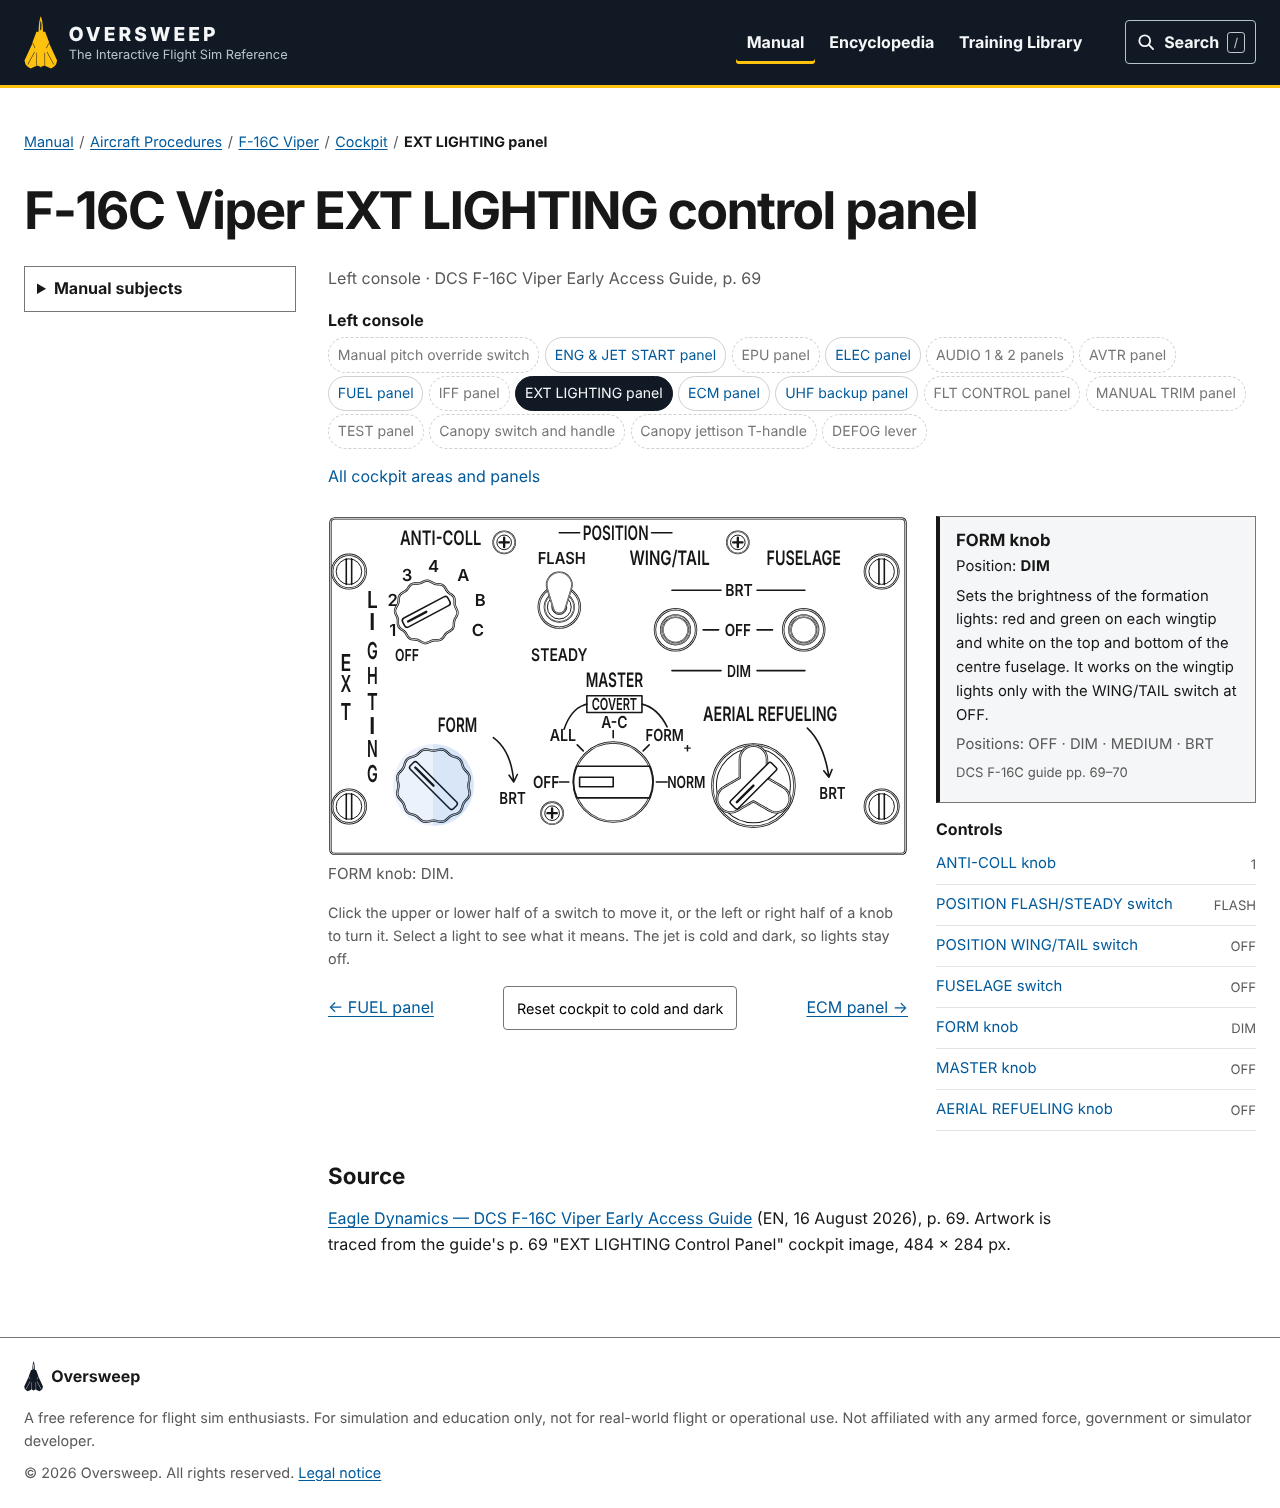 OVERSWEEP
The Interactive Flight Sim Reference
Manual
Encyclopedia
Training Library
Search /
Manual / Aircraft Procedures / F-16C Viper / Cockpit / EXT LIGHTING panel
F-16C Viper EXT LIGHTING control panel
Manual subjects
Left console · DCS F-16C Viper Early Access Guide, p. 69
Left console
Manual pitch override switch
ENG & JET START panel
EPU panel
ELEC panel
AUDIO 1 & 2 panels
AVTR panel
FUEL panel
IFF panel
EXT LIGHTING panel
ECM panel
UHF backup panel
FLT CONTROL panel
MANUAL TRIM panel
TEST panel
Canopy switch and handle
Canopy jettison T-handle
DEFOG lever
All cockpit areas and panels
EXT
LIGHTING
ANTI-COLL
OFF
1
2
3
4
A
B
C
POSITION
FLASH
STEADY
WING/TAIL
FUSELAGE
BRT
OFF
DIM
FORM
BRT
MASTER
COVERT
A-C
ALL
FORM
+
OFF
NORM
AERIAL REFUELING
BRT
FORM knob: DIM.
Click the upper or lower half of a switch to move it, or the left or right half of a knob
to turn it. Select a light to see what it means. The jet is cold and dark, so lights stay
off.
← FUEL panel
Reset cockpit to cold and dark
ECM panel →
FORM knob
Position: DIM
Sets the brightness of the formation
lights: red and green on each wingtip
and white on the top and bottom of the
centre fuselage. It works on the wingtip
lights only with the WING/TAIL switch at
OFF.
Positions: OFF · DIM · MEDIUM · BRT
DCS F-16C guide pp. 69–70
Controls
ANTI-COLL knob 1
POSITION FLASH/STEADY switch FLASH
POSITION WING/TAIL switch OFF
FUSELAGE switch OFF
FORM knob DIM
MASTER knob OFF
AERIAL REFUELING knob OFF
Source
Eagle Dynamics — DCS F-16C Viper Early Access Guide (EN, 16 August 2026), p. 69. Artwork is
traced from the guide's p. 69 "EXT LIGHTING Control Panel" cockpit image, 484 × 284 px.
Oversweep
A free reference for flight sim enthusiasts. For simulation and education only, not for real-world flight or operational use. Not affiliated with any armed force, government or simulator
developer.
© 2026 Oversweep. All rights reserved. Legal notice